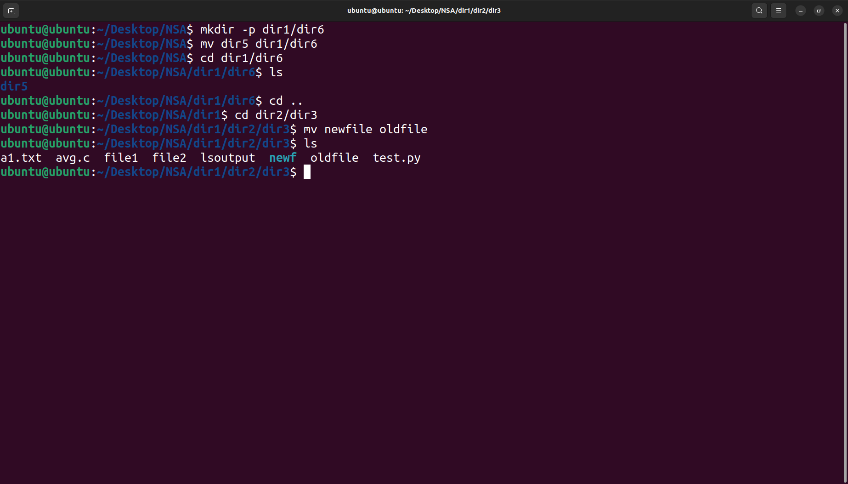 ubuntu@ubuntu: ~/Desktop/NSA/dir1/dir2/dir3
ubuntu@ubuntu:~/Desktop/NSA$ mkdir -p dir1/dir6
ubuntu@ubuntu:~/Desktop/NSA$ mv dir5 dir1/dir6
ubuntu@ubuntu:~/Desktop/NSA$ cd dir1/dir6
ubuntu@ubuntu:~/Desktop/NSA/dir1/dir6$ ls
dir5
ubuntu@ubuntu:~/Desktop/NSA/dir1/dir6$ cd ..
ubuntu@ubuntu:~/Desktop/NSA/dir1$ cd dir2/dir3
ubuntu@ubuntu:~/Desktop/NSA/dir1/dir2/dir3$ mv newfile oldfile
ubuntu@ubuntu:~/Desktop/NSA/dir1/dir2/dir3$ ls
a1.txt  avg.c  file1  file2  lsoutput  newf  oldfile  test.py
ubuntu@ubuntu:~/Desktop/NSA/dir1/dir2/dir3$